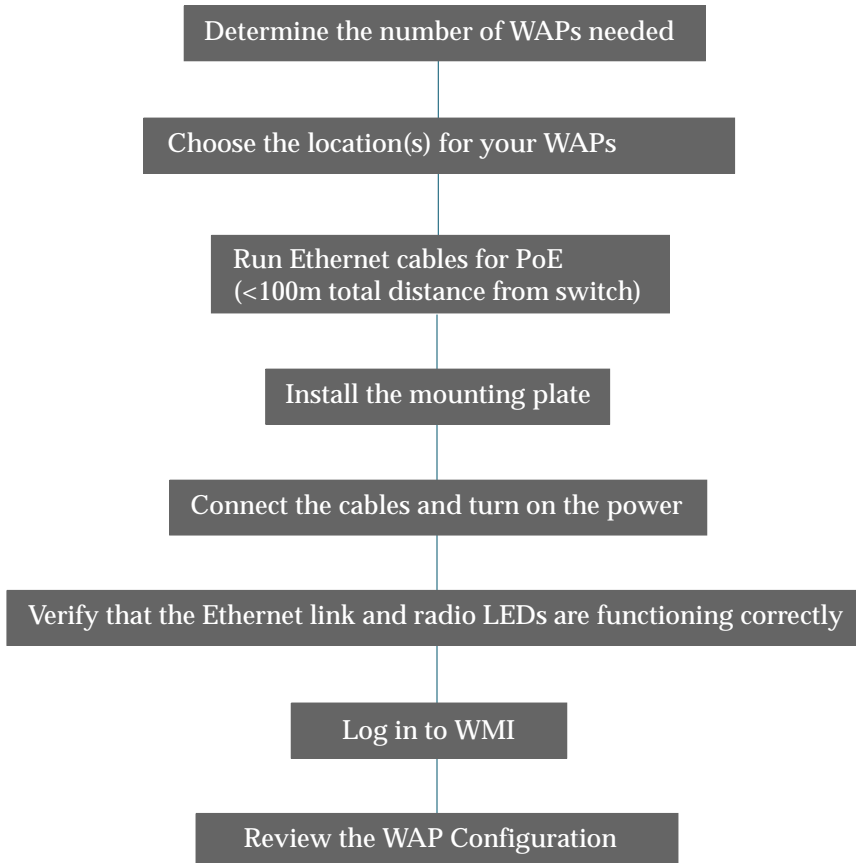 Determine the number of WAPs needed
Choose the location(s) for your WAPs
Run Ethernet cables for PoE
(<100m total distance from switch)
Install the mounting plate
Connect the cables and turn on the power
Verify that the Ethernet link and radio LEDs are functioning correctly
Log in to WMI
Review the WAP Configuration